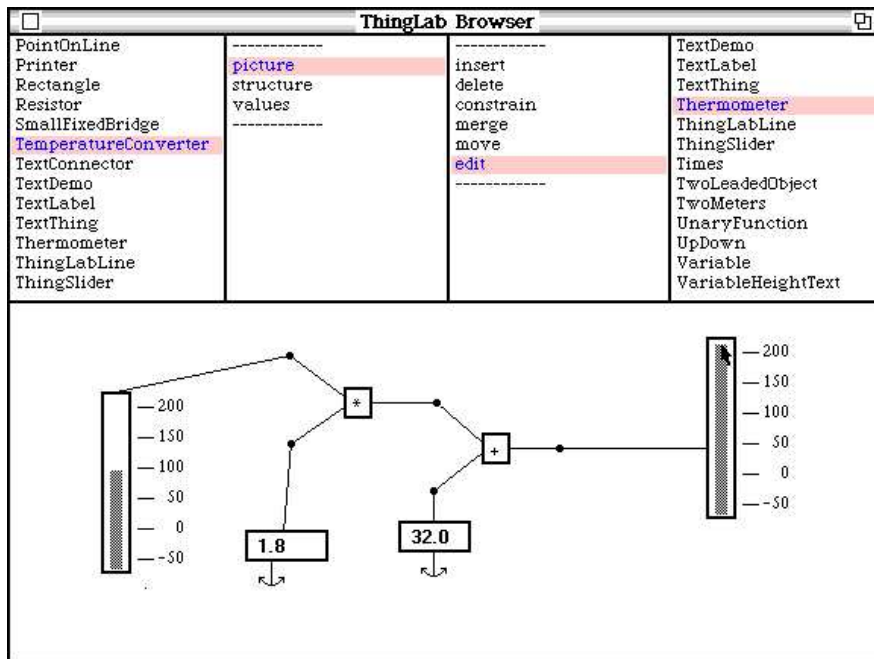 ThingLab Browser
PointOnLine
Printer
Rectangle
Resistor
SmallFixedBridge
TemperatureConverter
TextConnector
TextDemo
TextLabel
TextThing
Thermometer
ThingLabLine
ThingSlider
------------
picture
structure
values
------------
------------
insert
delete
constrain
merge
move
edit
------------
TextDemo
TextLabel
TextThing
Thermometer
ThingLabLine
ThingSlider
Times
TwoLeadedObject
TwoMeters
UnaryFunction
UpDown
Variable
VariableHeightText
200
150
100
50
0
-50
*
+
1.8
32.0
200
150
100
50
0
-50